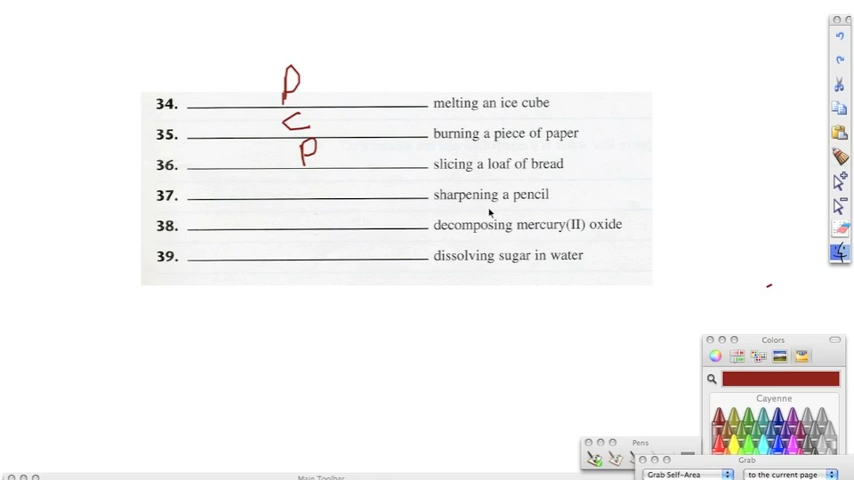 P
34. melting an ice cube
C
35. burning a piece of paper
P
36. slicing a loaf of bread
37. sharpening a pencil
38. decomposing mercury(II) oxide
39. dissolving sugar in water
Colors
Cayenne
Pens
Grab
Grab Self-Area to the current page
Main Toolbar